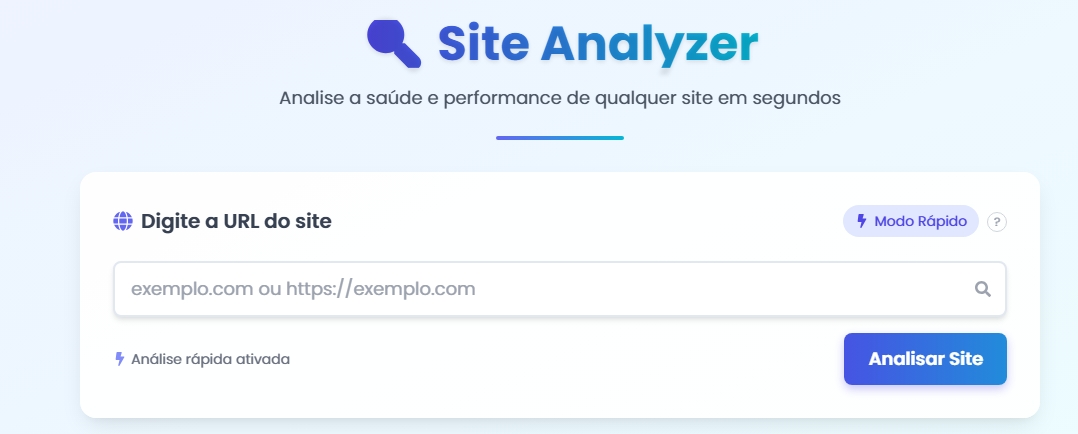 Site Analyzer
Analise a saúde e performance de qualquer site em segundos
Digite a URL do site
Modo Rápido ?
exemplo.com ou https://exemplo.com
Análise rápida ativada
Analisar Site